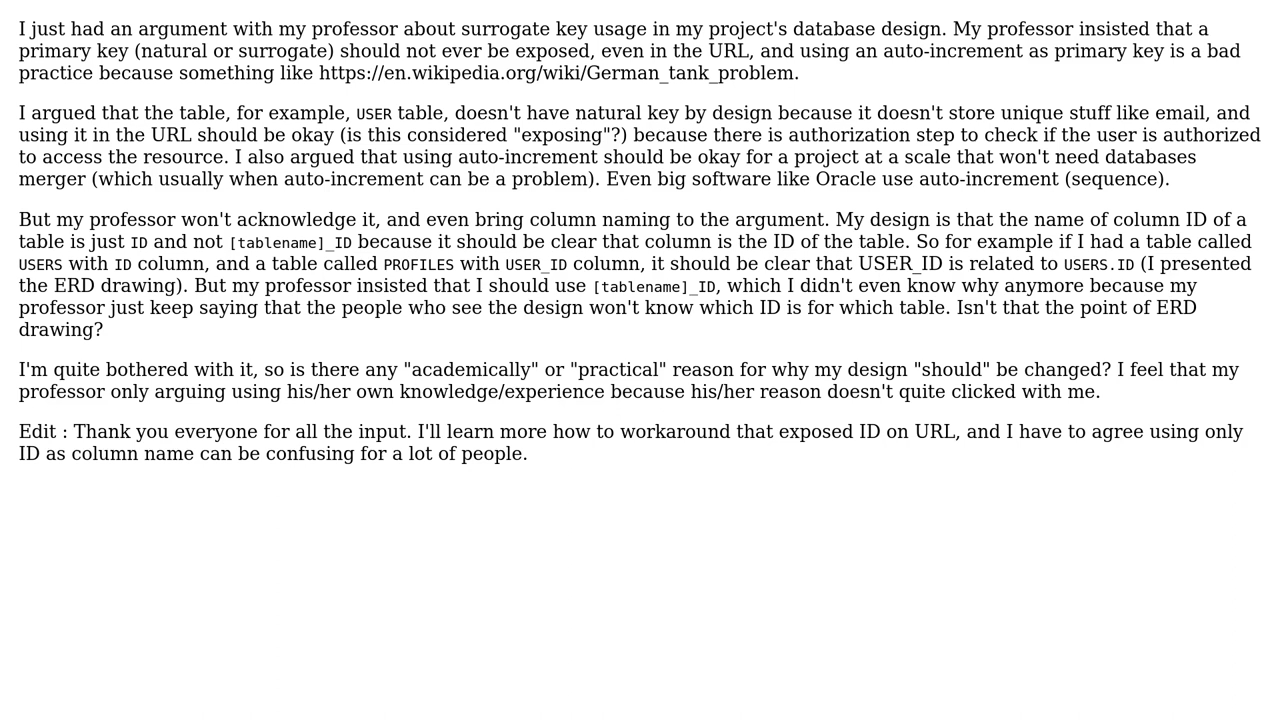 I just had an argument with my professor about surrogate key usage in my project's database design. My professor insisted that a
primary key (natural or surrogate) should not ever be exposed, even in the URL, and using an auto-increment as primary key is a bad
practice because something like https://en.wikipedia.org/wiki/German_tank_problem.
I argued that the table, for example, USER table, doesn't have natural key by design because it doesn't store unique stuff like email, and
using it in the URL should be okay (is this considered "exposing"?) because there is authorization step to check if the user is authorized
to access the resource. I also argued that using auto-increment should be okay for a project at a scale that won't need databases
merger (which usually when auto-increment can be a problem). Even big software like Oracle use auto-increment (sequence).
But my professor won't acknowledge it, and even bring column naming to the argument. My design is that the name of column ID of a
table is just ID and not [tablename]_ID because it should be clear that column is the ID of the table. So for example if I had a table called
USERS with ID column, and a table called PROFILES with USER_ID column, it should be clear that USER_ID is related to USERS.ID (I presented
the ERD drawing). But my professor insisted that I should use [tablename]_ID, which I didn't even know why anymore because my
professor just keep saying that the people who see the design won't know which ID is for which table. Isn't that the point of ERD
drawing?
I'm quite bothered with it, so is there any "academically" or "practical" reason for why my design "should" be changed? I feel that my
professor only arguing using his/her own knowledge/experience because his/her reason doesn't quite clicked with me.
Edit : Thank you everyone for all the input. I'll learn more how to workaround that exposed ID on URL, and I have to agree using only
ID as column name can be confusing for a lot of people.